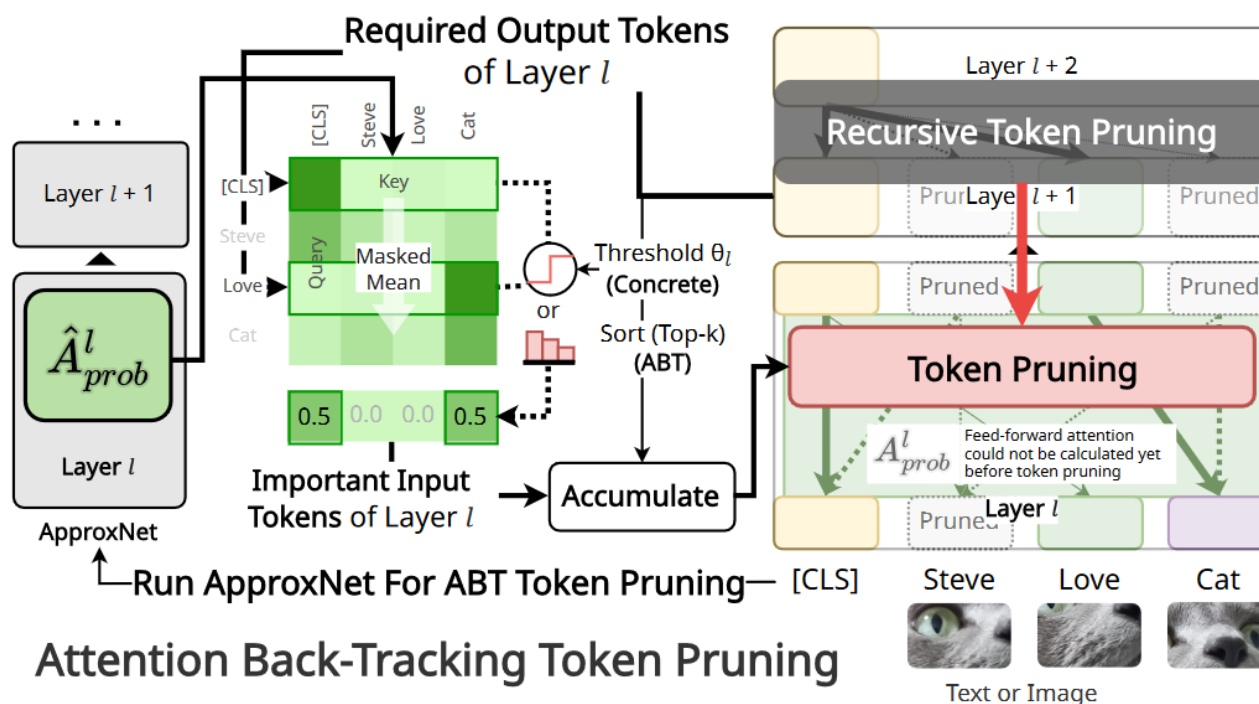 Required Output Tokens
of Layer l
. . .
Layer l + 1
Â^l_prob
Layer l
ApproxNet
[CLS]
Steve
Love
Cat
[CLS]
Steve
Love
Cat
Key
Query
Masked
Mean
0.5 0.0 0.0 0.5
Important Input
Tokens of Layer l
Threshold θ_l
(Concrete)
or
Sort (Top-k)
(ABT)
Accumulate
Layer l + 2
Recursive Token Pruning
Pruned
Layer l + 1
Pruned
Pruned
Pruned
Token Pruning
A^l_prob
Feed-forward attention
could not be calculated yet
before token pruning
Pruned
Layer l
Run ApproxNet For ABT Token Pruning
[CLS] Steve Love Cat
Text or Image
Attention Back-Tracking Token Pruning